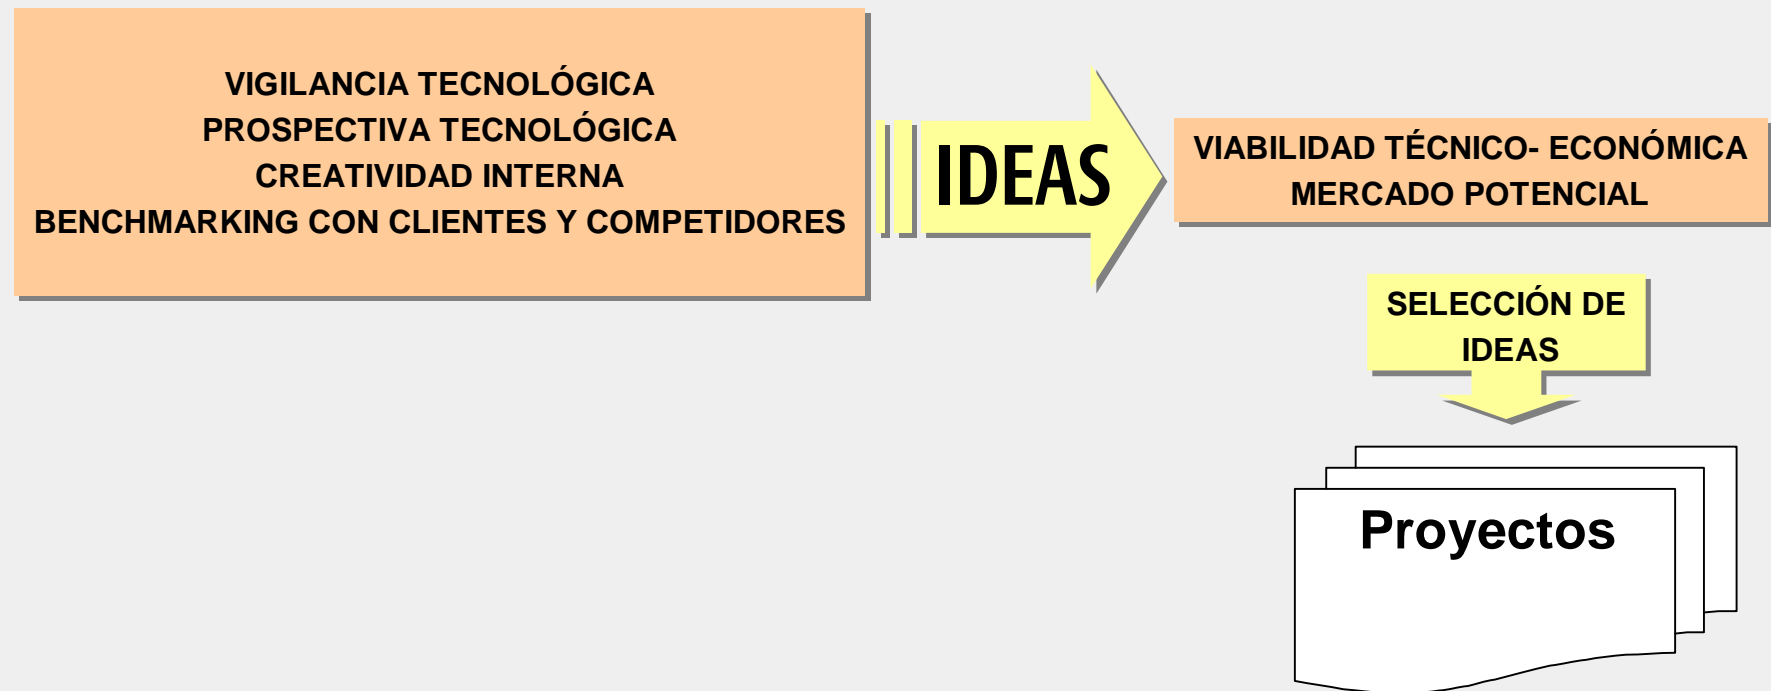 VIGILANCIA TECNOLÓGICA
PROSPECTIVA TECNOLÓGICA
CREATIVIDAD INTERNA
BENCHMARKING CON CLIENTES Y COMPETIDORES
IDEAS
VIABILIDAD TÉCNICO- ECONÓMICA
MERCADO POTENCIAL
SELECCIÓN DE
IDEAS
Proyectos